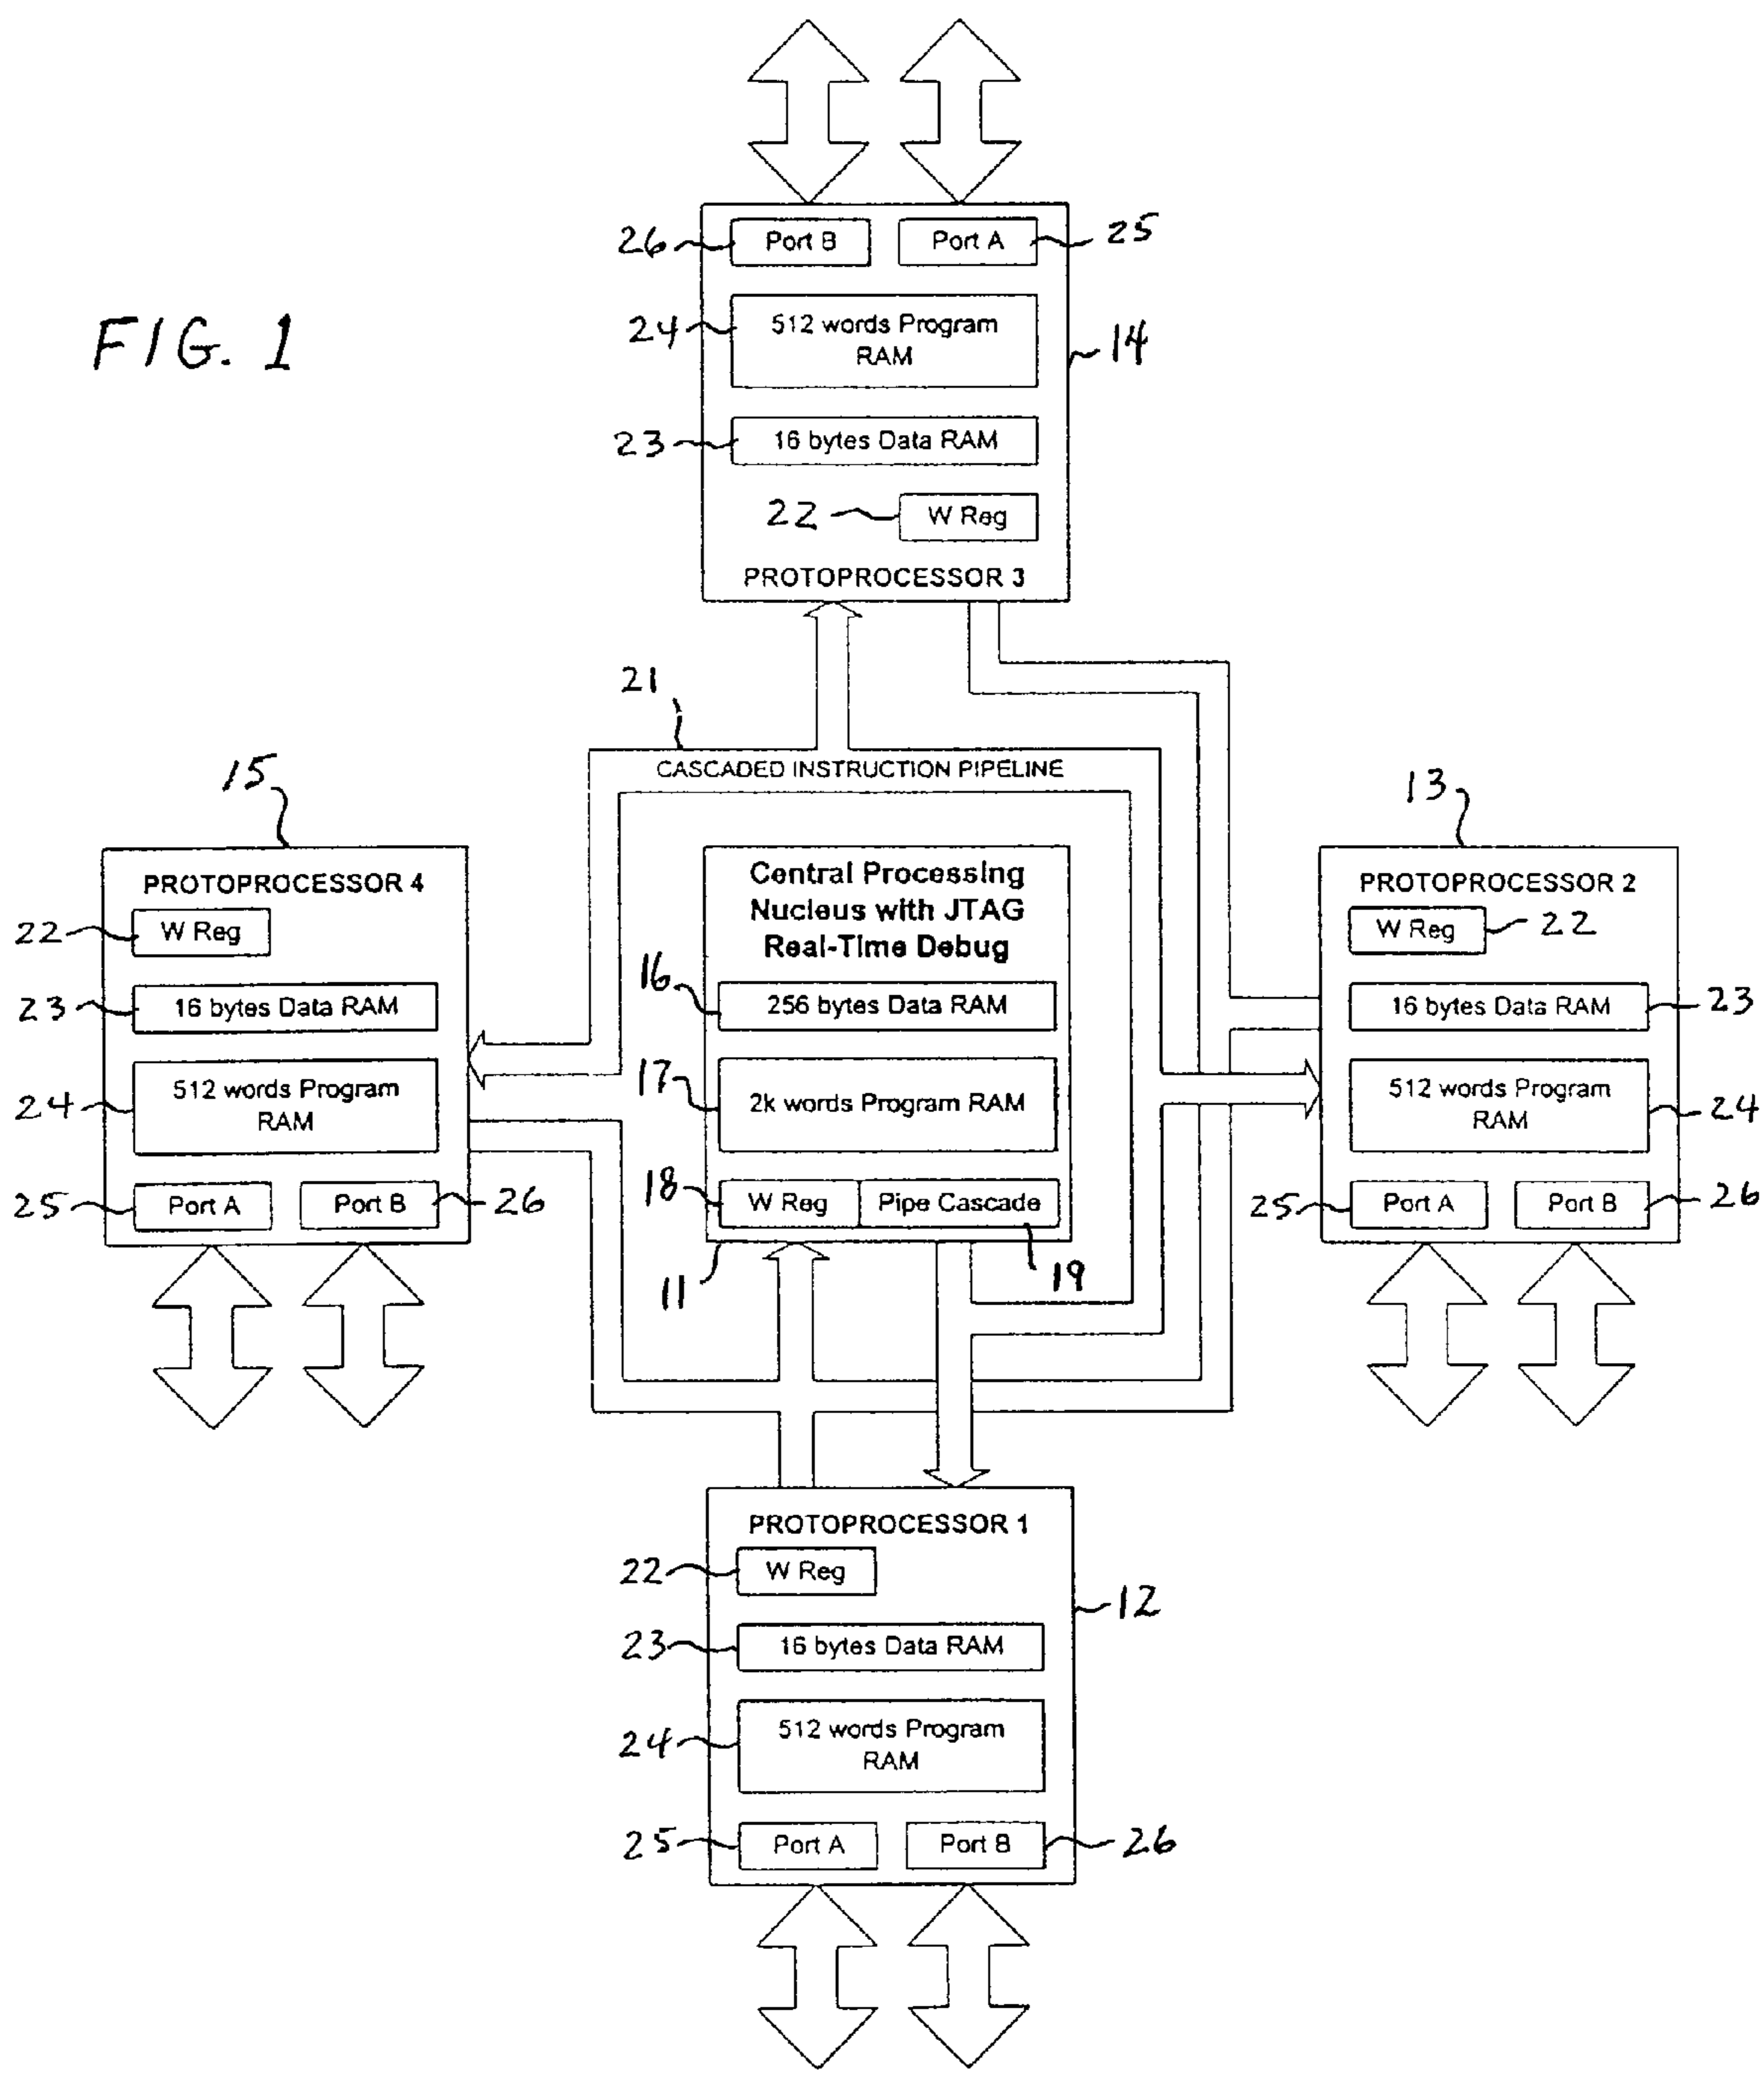 FIG. 1
26 Port B Port A 25
24 512 words Program
RAM
14
23 16 bytes Data RAM
22 W Reg
PROTOPROCESSOR 3
21
CASCADED INSTRUCTION PIPELINE
15
PROTOPROCESSOR 4
22 W Reg
23 16 bytes Data RAM
24 512 words Program
RAM
25 Port A Port B 26
Central Processing
Nucleus with JTAG
Real-Time Debug
16
256 bytes Data RAM
17
2k words Program RAM
18 W Reg Pipe Cascade
11
19
13
PROTOPROCESSOR 2
W Reg 22
16 bytes Data RAM 23
512 words Program
RAM 24
25 Port A Port B 26
PROTOPROCESSOR 1
22 W Reg
12
23 16 bytes Data RAM
24 512 words Program
RAM
25 Port A Port B 26